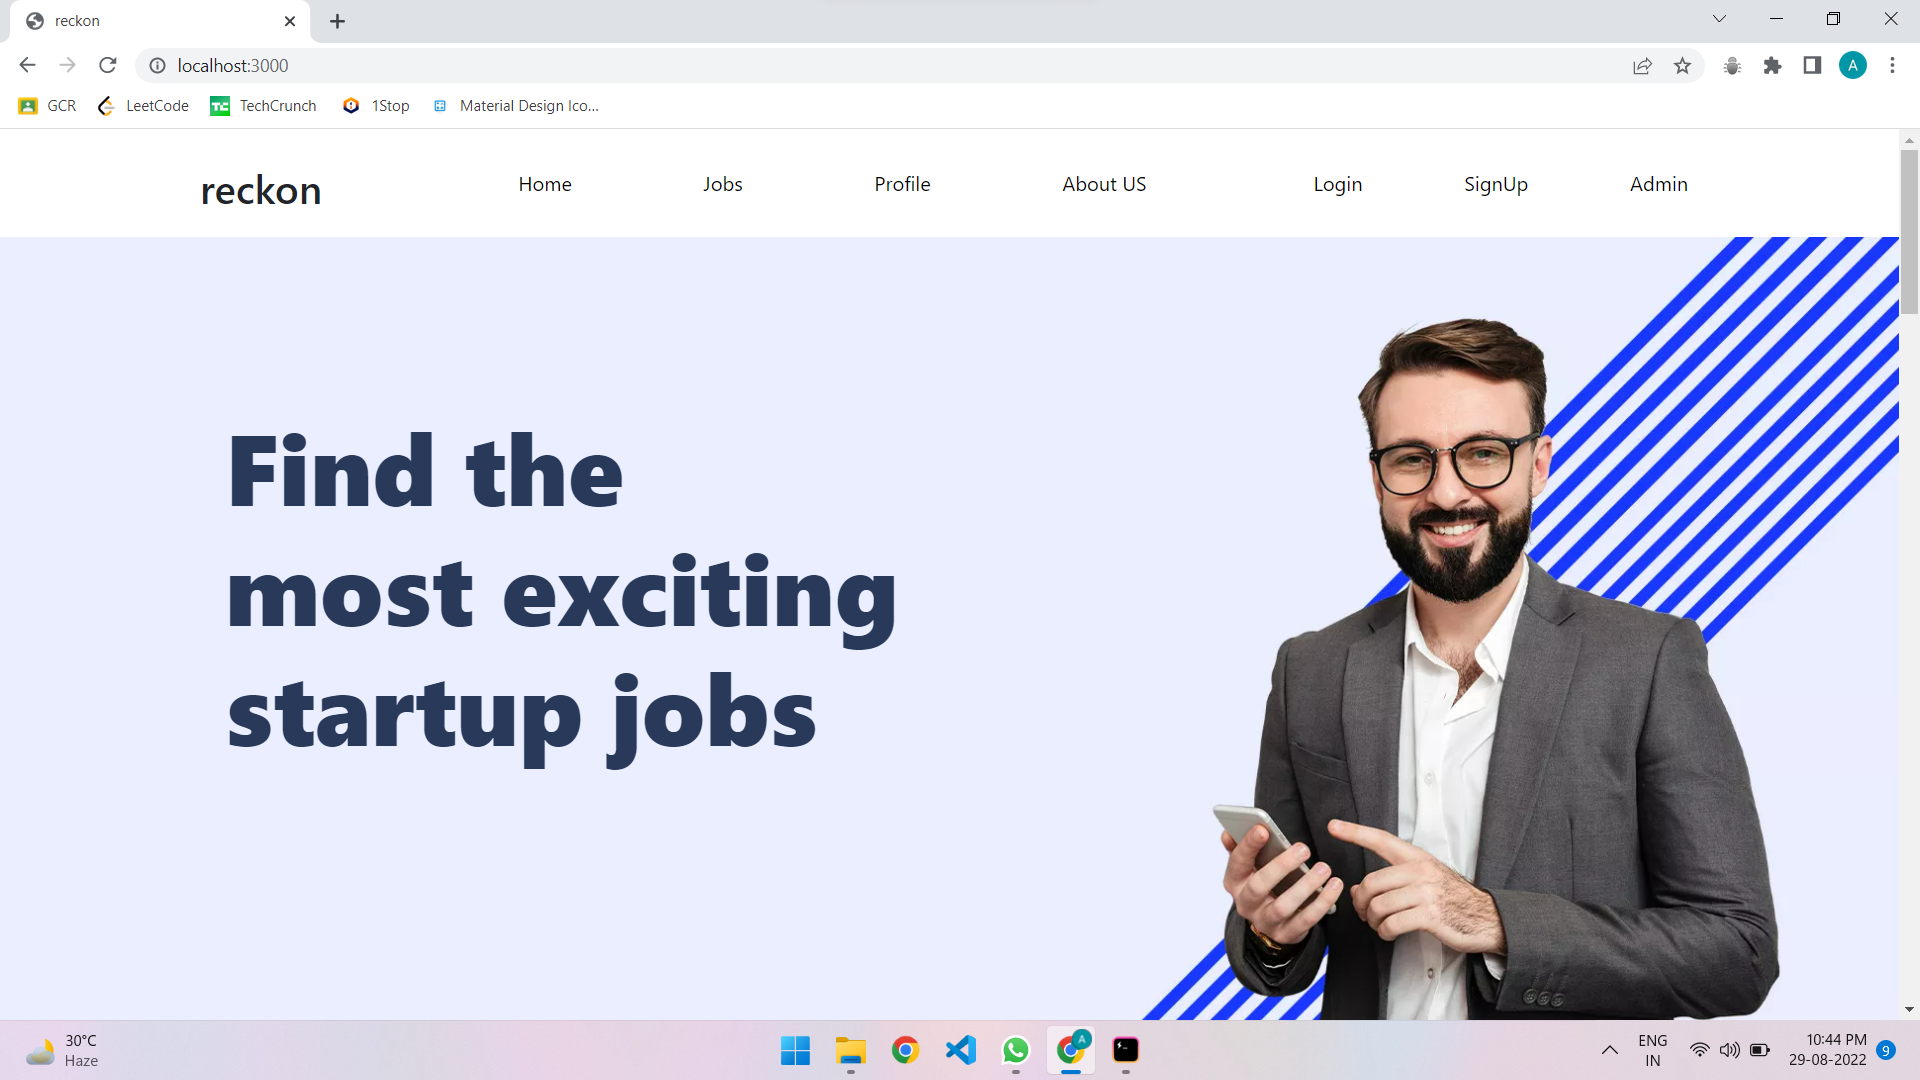 reckon
localhost:3000
A
GCR
LeetCode
TC
TechCrunch
1Stop
Material Design Ico...
reckon
Home
Jobs
Profile
About US
Login
SignUp
Admin
Find the
most exciting
startup jobs
30°C
Haze
A
ENG
IN
10:44 PM
29-08-2022
9